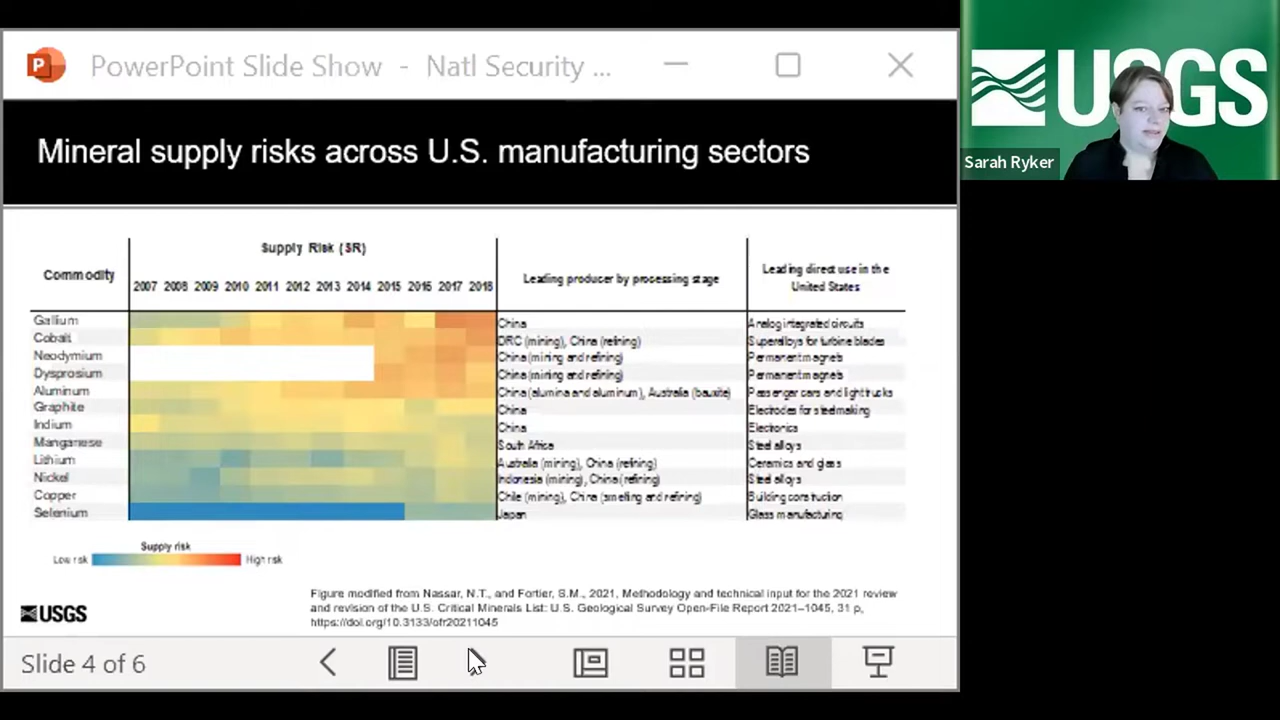 PowerPoint Slide Show - Natl Security ...
USGS
Sarah Ryker
Mineral supply risks across U.S. manufacturing sectors
Supply Risk (SR)
Commodity
2007 2008 2009 2010 2011 2012 2013 2014 2015 2016 2017 2018
Leading producer by processing stage
Leading direct use in the
United States
Gallium China Analog integrated circuits
Cobalt DRC (mining), China (refining) Superalloys for turbine blades
Neodymium China (mining and refining) Permanent magnets
Dysprosium China (mining and refining) Permanent magnets
Aluminum China (alumina and aluminum), Australia (bauxite) Passenger cars and light trucks
Graphite China Electrodes for steelmaking
Indium China Electronics
Manganese South Africa Steel alloys
Lithium Australia (mining), China (refining) Ceramics and glass
Nickel Indonesia (mining), China (refining) Steel alloys
Copper Chile (mining), China (smelting and refining) Building construction
Selenium Japan Glass manufacturing
Supply risk
Low risk High risk
Figure modified from Nassar, N.T., and Fortier, S.M., 2021, Methodology and technical input for the 2021 review
and revision of the U.S. Critical Minerals List: U.S. Geological Survey Open-File Report 2021–1045, 31 p,
https://doi.org/10.3133/ofr20211045
USGS
Slide 4 of 6